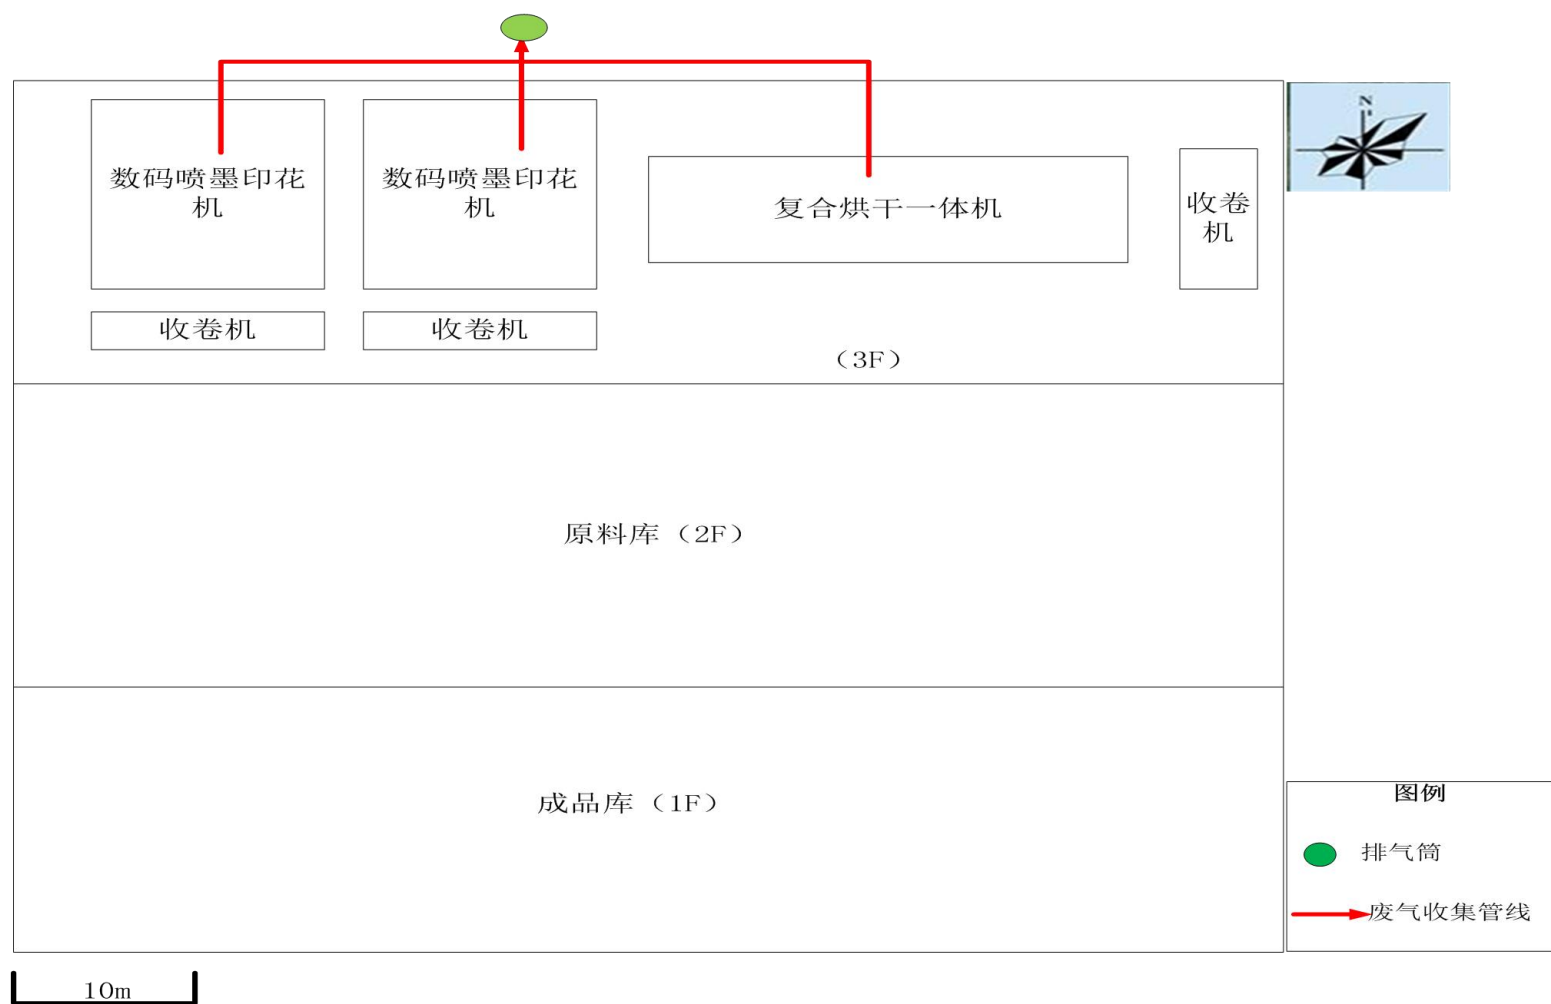 N
数码喷墨印花
机
数码喷墨印花
机
复合烘干一体机
收卷
机
收卷机
收卷机
（3F）
原料库（2F）
成品库（1F）
图例
排气筒
废气收集管线
10m